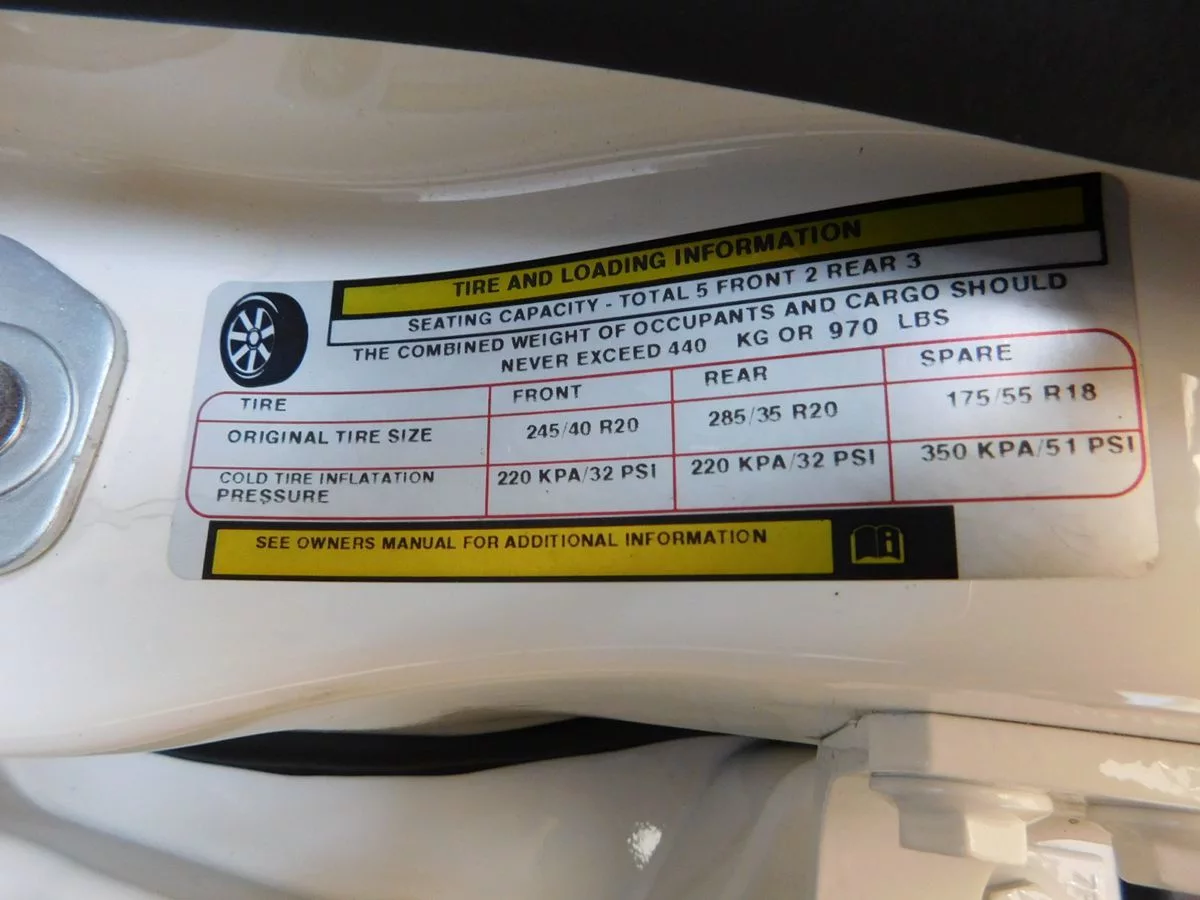 TIRE AND LOADING INFORMATION
SEATING CAPACITY - TOTAL 5 FRONT 2 REAR 3
THE COMBINED WEIGHT OF OCCUPANTS AND CARGO SHOULD
NEVER EXCEED 440 KG OR 970 LBS
TIRE FRONT REAR SPARE
ORIGINAL TIRE SIZE 245/40 R20 285/35 R20 175/55 R18
COLD TIRE INFLATATION
PRESSURE 220 KPA/32 PSI 220 KPA/32 PSI 350 KPA/51 PSI
SEE OWNERS MANUAL FOR ADDITIONAL INFORMATION